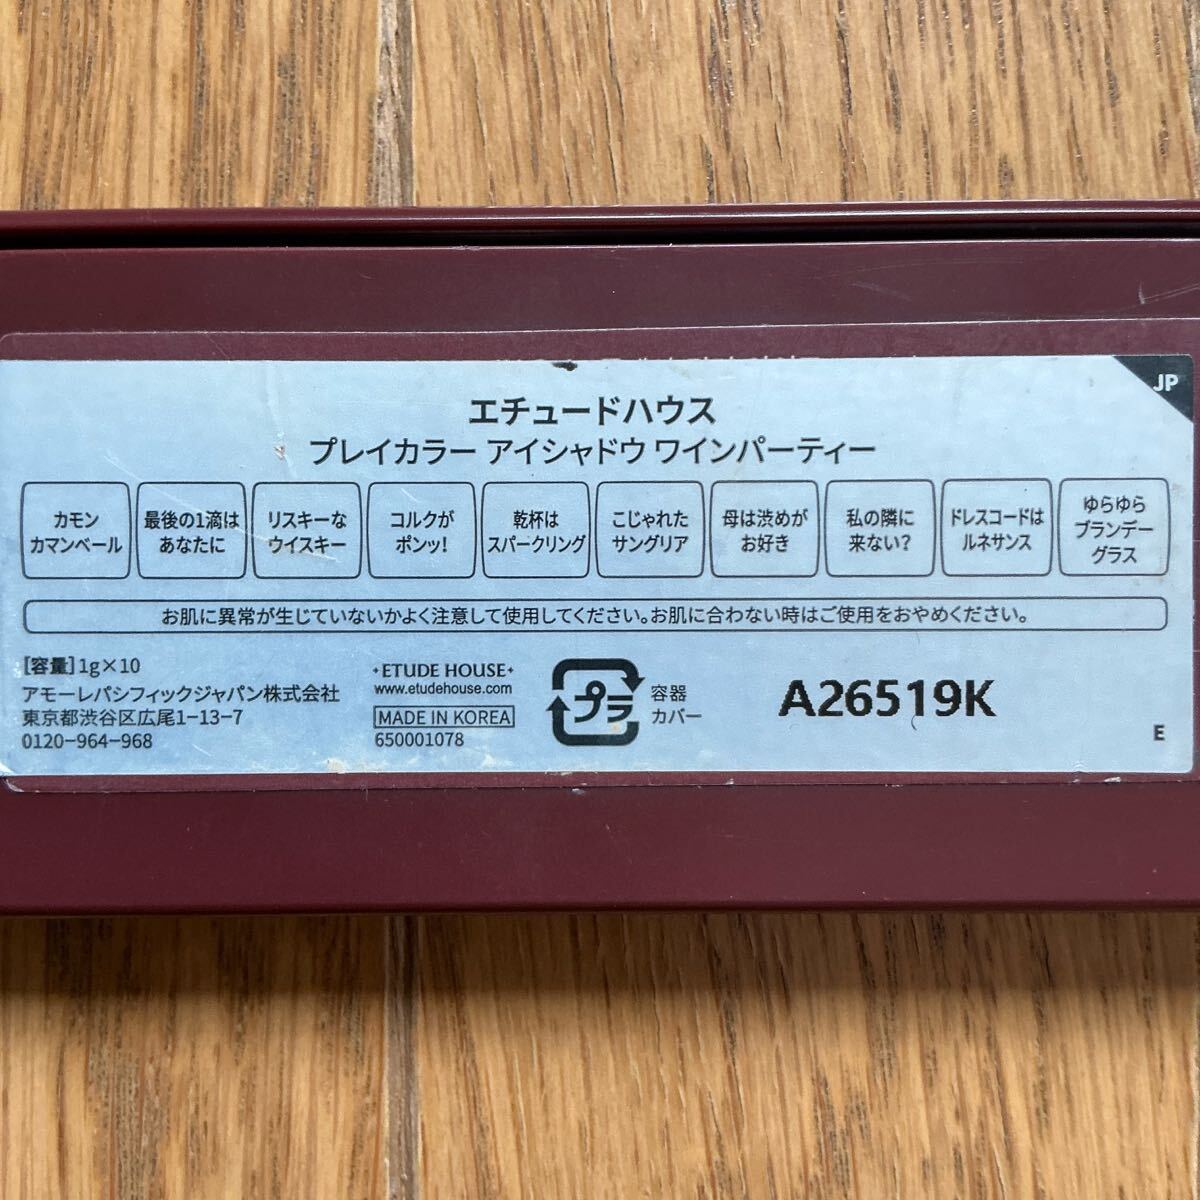 JP
エチュードハウス
プレイカラー アイシャドウ ワインパーティー
カモン
カマンベール
最後の1滴は
あなたに
リスキーな
ウイスキー
コルクが
ポンッ!
乾杯は
スパークリング
こじゃれた
サングリア
母は渋めが
お好き
私の隣に
来ない?
ドレスコードは
ルネサンス
ゆらゆら
ブランデー
グラス
お肌に異常が生じていないかよく注意して使用してください。お肌に合わない時はご使用をおやめください。
[容量]1g×10
アモーレパシフィックジャパン株式会社
東京都渋谷区広尾1-13-7
0120-964-968
・ETUDE HOUSE・
www.etudehouse.com
MADE IN KOREA
650001078
プラ
容器
カバー
A26519K
E